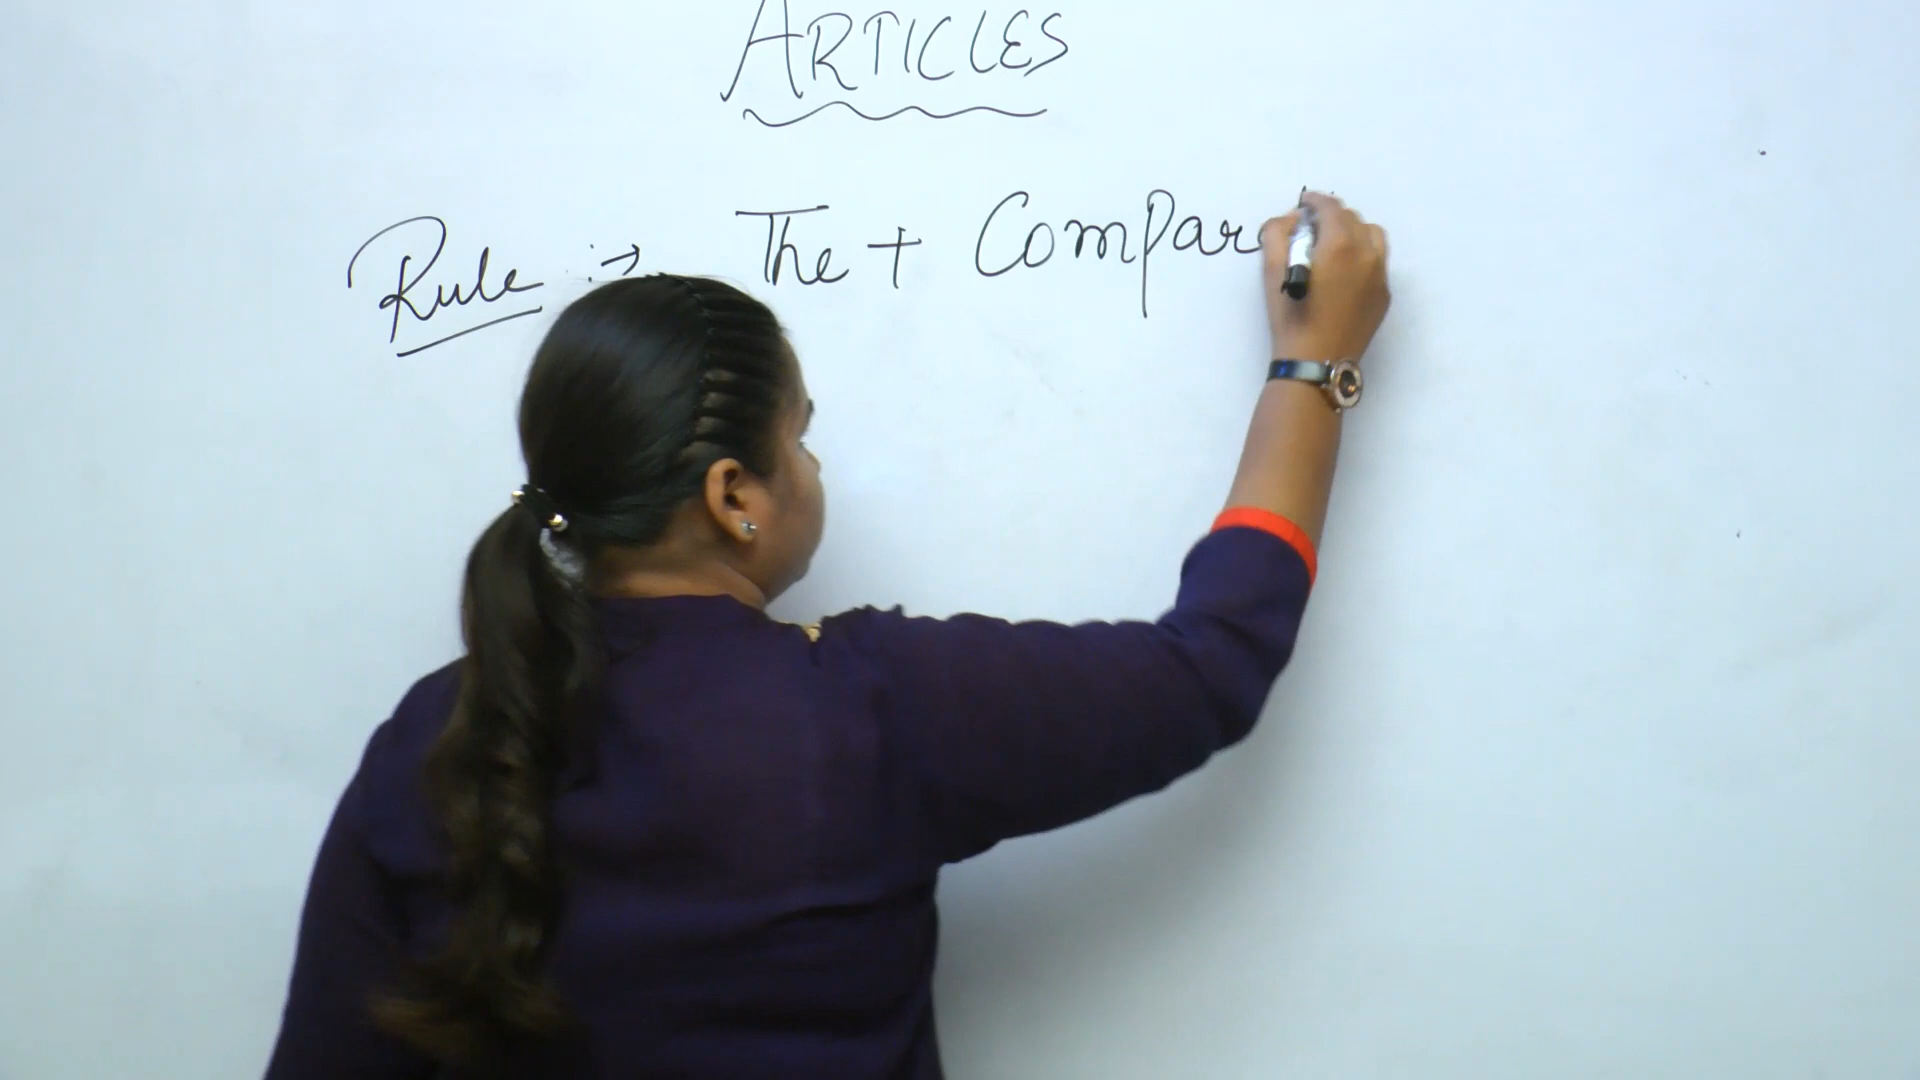 ARTICLES
Rule :→ The + Compar